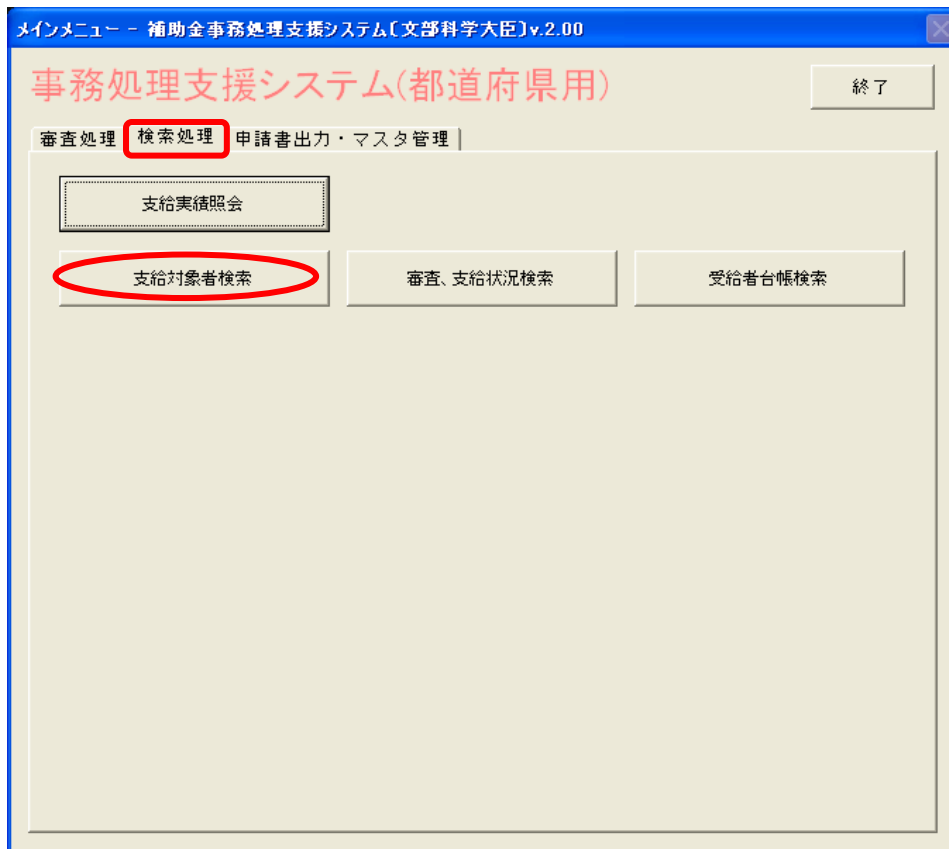 メインメニュー - 補助金事務処理支援システム〔文部科学大臣〕v.2.00
事務処理支援システム(都道府県用)
終了
審査処理 検索処理 申請書出力・マスタ管理
支給実績照会
支給対象者検索 審査、支給状況検索 受給者台帳検索